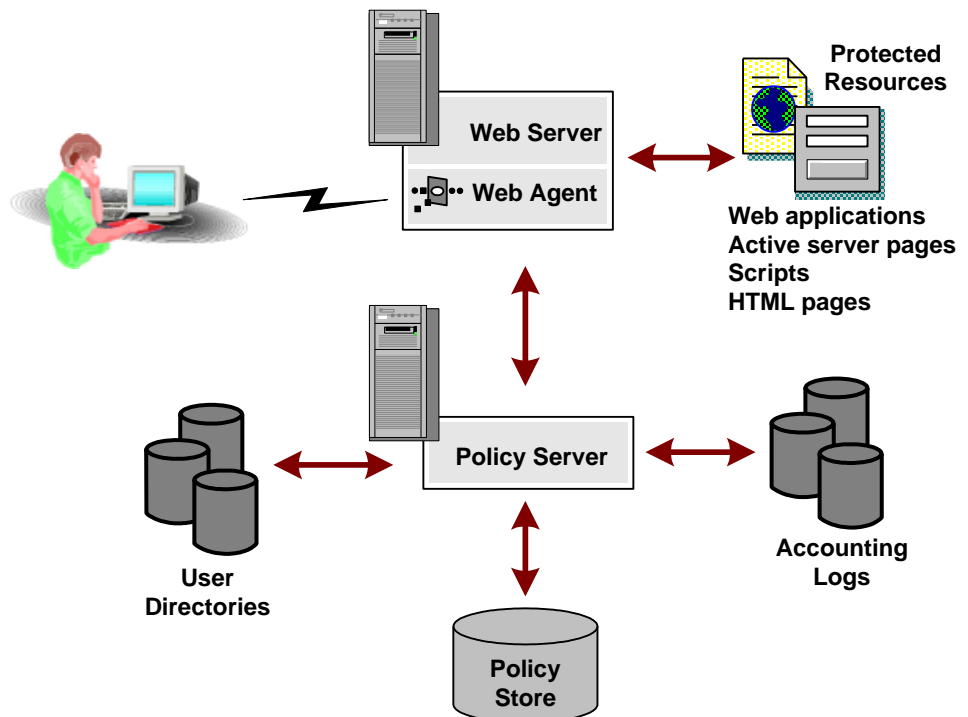 Protected
Resources
Web Server
Web Agent
Web applications
Active server pages
Scripts
HTML pages
Policy Server
User
Directories
Accounting
Logs
Policy
Store